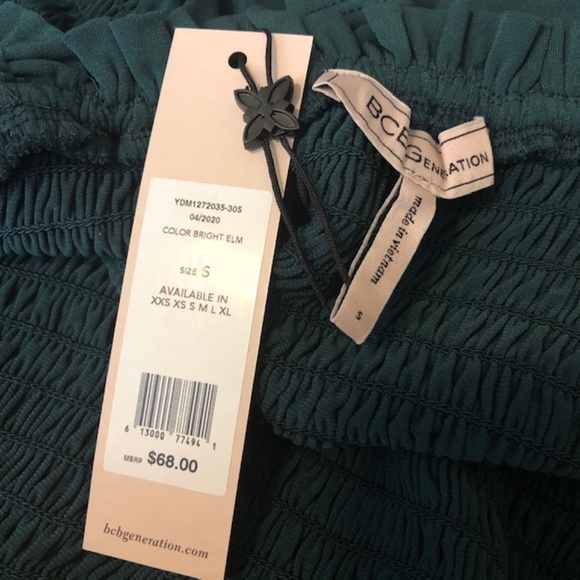 YDM1272035-305
04/2020
COLOR BRIGHT ELM
SIZE S
AVAILABLE IN
XXS XS S M L XL
6 13000 77494 1
MSRP $68.00
bcbgeneration.com
BCBGENERATION
made in vietnam
S